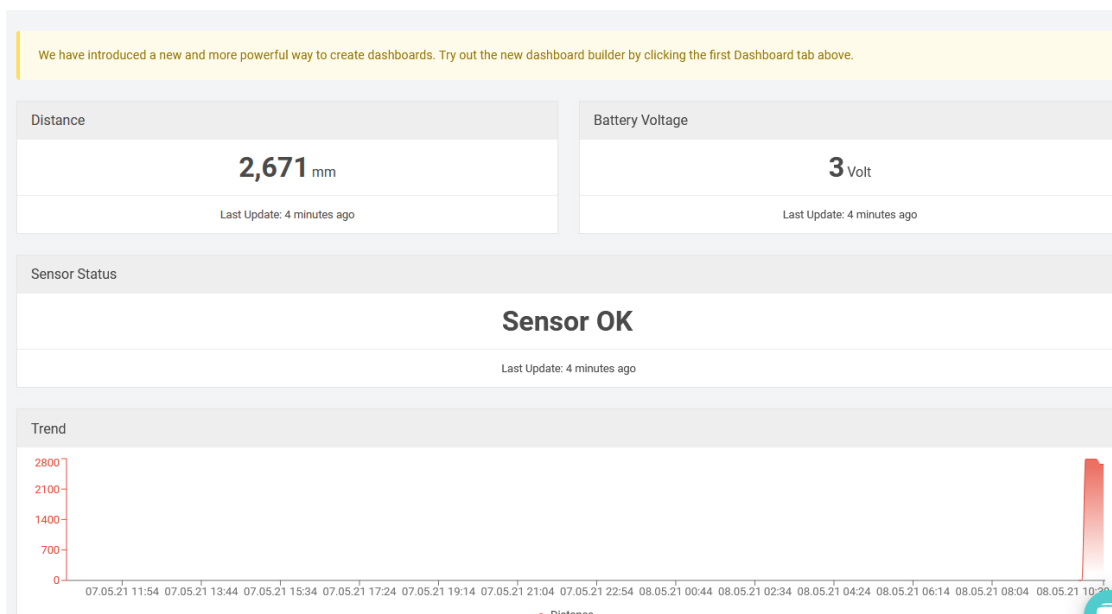 We have introduced a new and more powerful way to create dashboards. Try out the new dashboard builder by clicking the first Dashboard tab above.
Distance
Battery Voltage
2,671 mm
3 Volt
Last Update: 4 minutes ago
Last Update: 4 minutes ago
Sensor Status
Sensor OK
Last Update: 4 minutes ago
Trend
2800
2100
1400
700
0
07.05.21 11:54 07.05.21 13:44 07.05.21 15:34 07.05.21 17:24 07.05.21 19:14 07.05.21 21:04 07.05.21 22:54 08.05.21 00:44 08.05.21 02:34 08.05.21 04:24 08.05.21 06:14 08.05.21 08:04 08.05.21
Distance